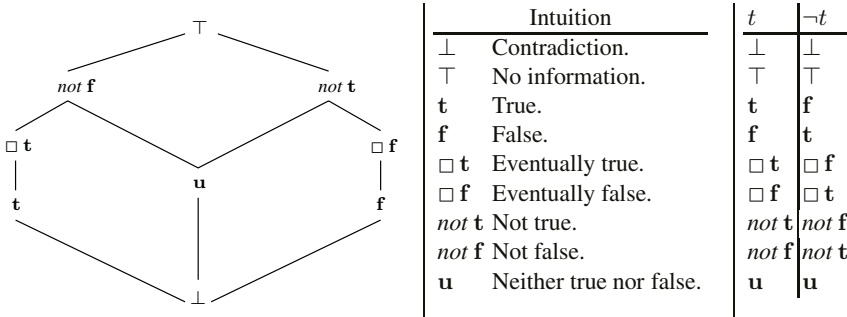 ⊤
not f not t
□ t □ f
u
t f
⊥
Intuition
⊥ Contradiction.
⊤ No information.
t True.
f False.
□ t Eventually true.
□ f Eventually false.
not t Not true.
not f Not false.
u Neither true nor false.
t ¬t
⊥ ⊥
⊤ ⊤
t f
f t
□ t □ f
□ f □ t
not t not f
not f not t
u u